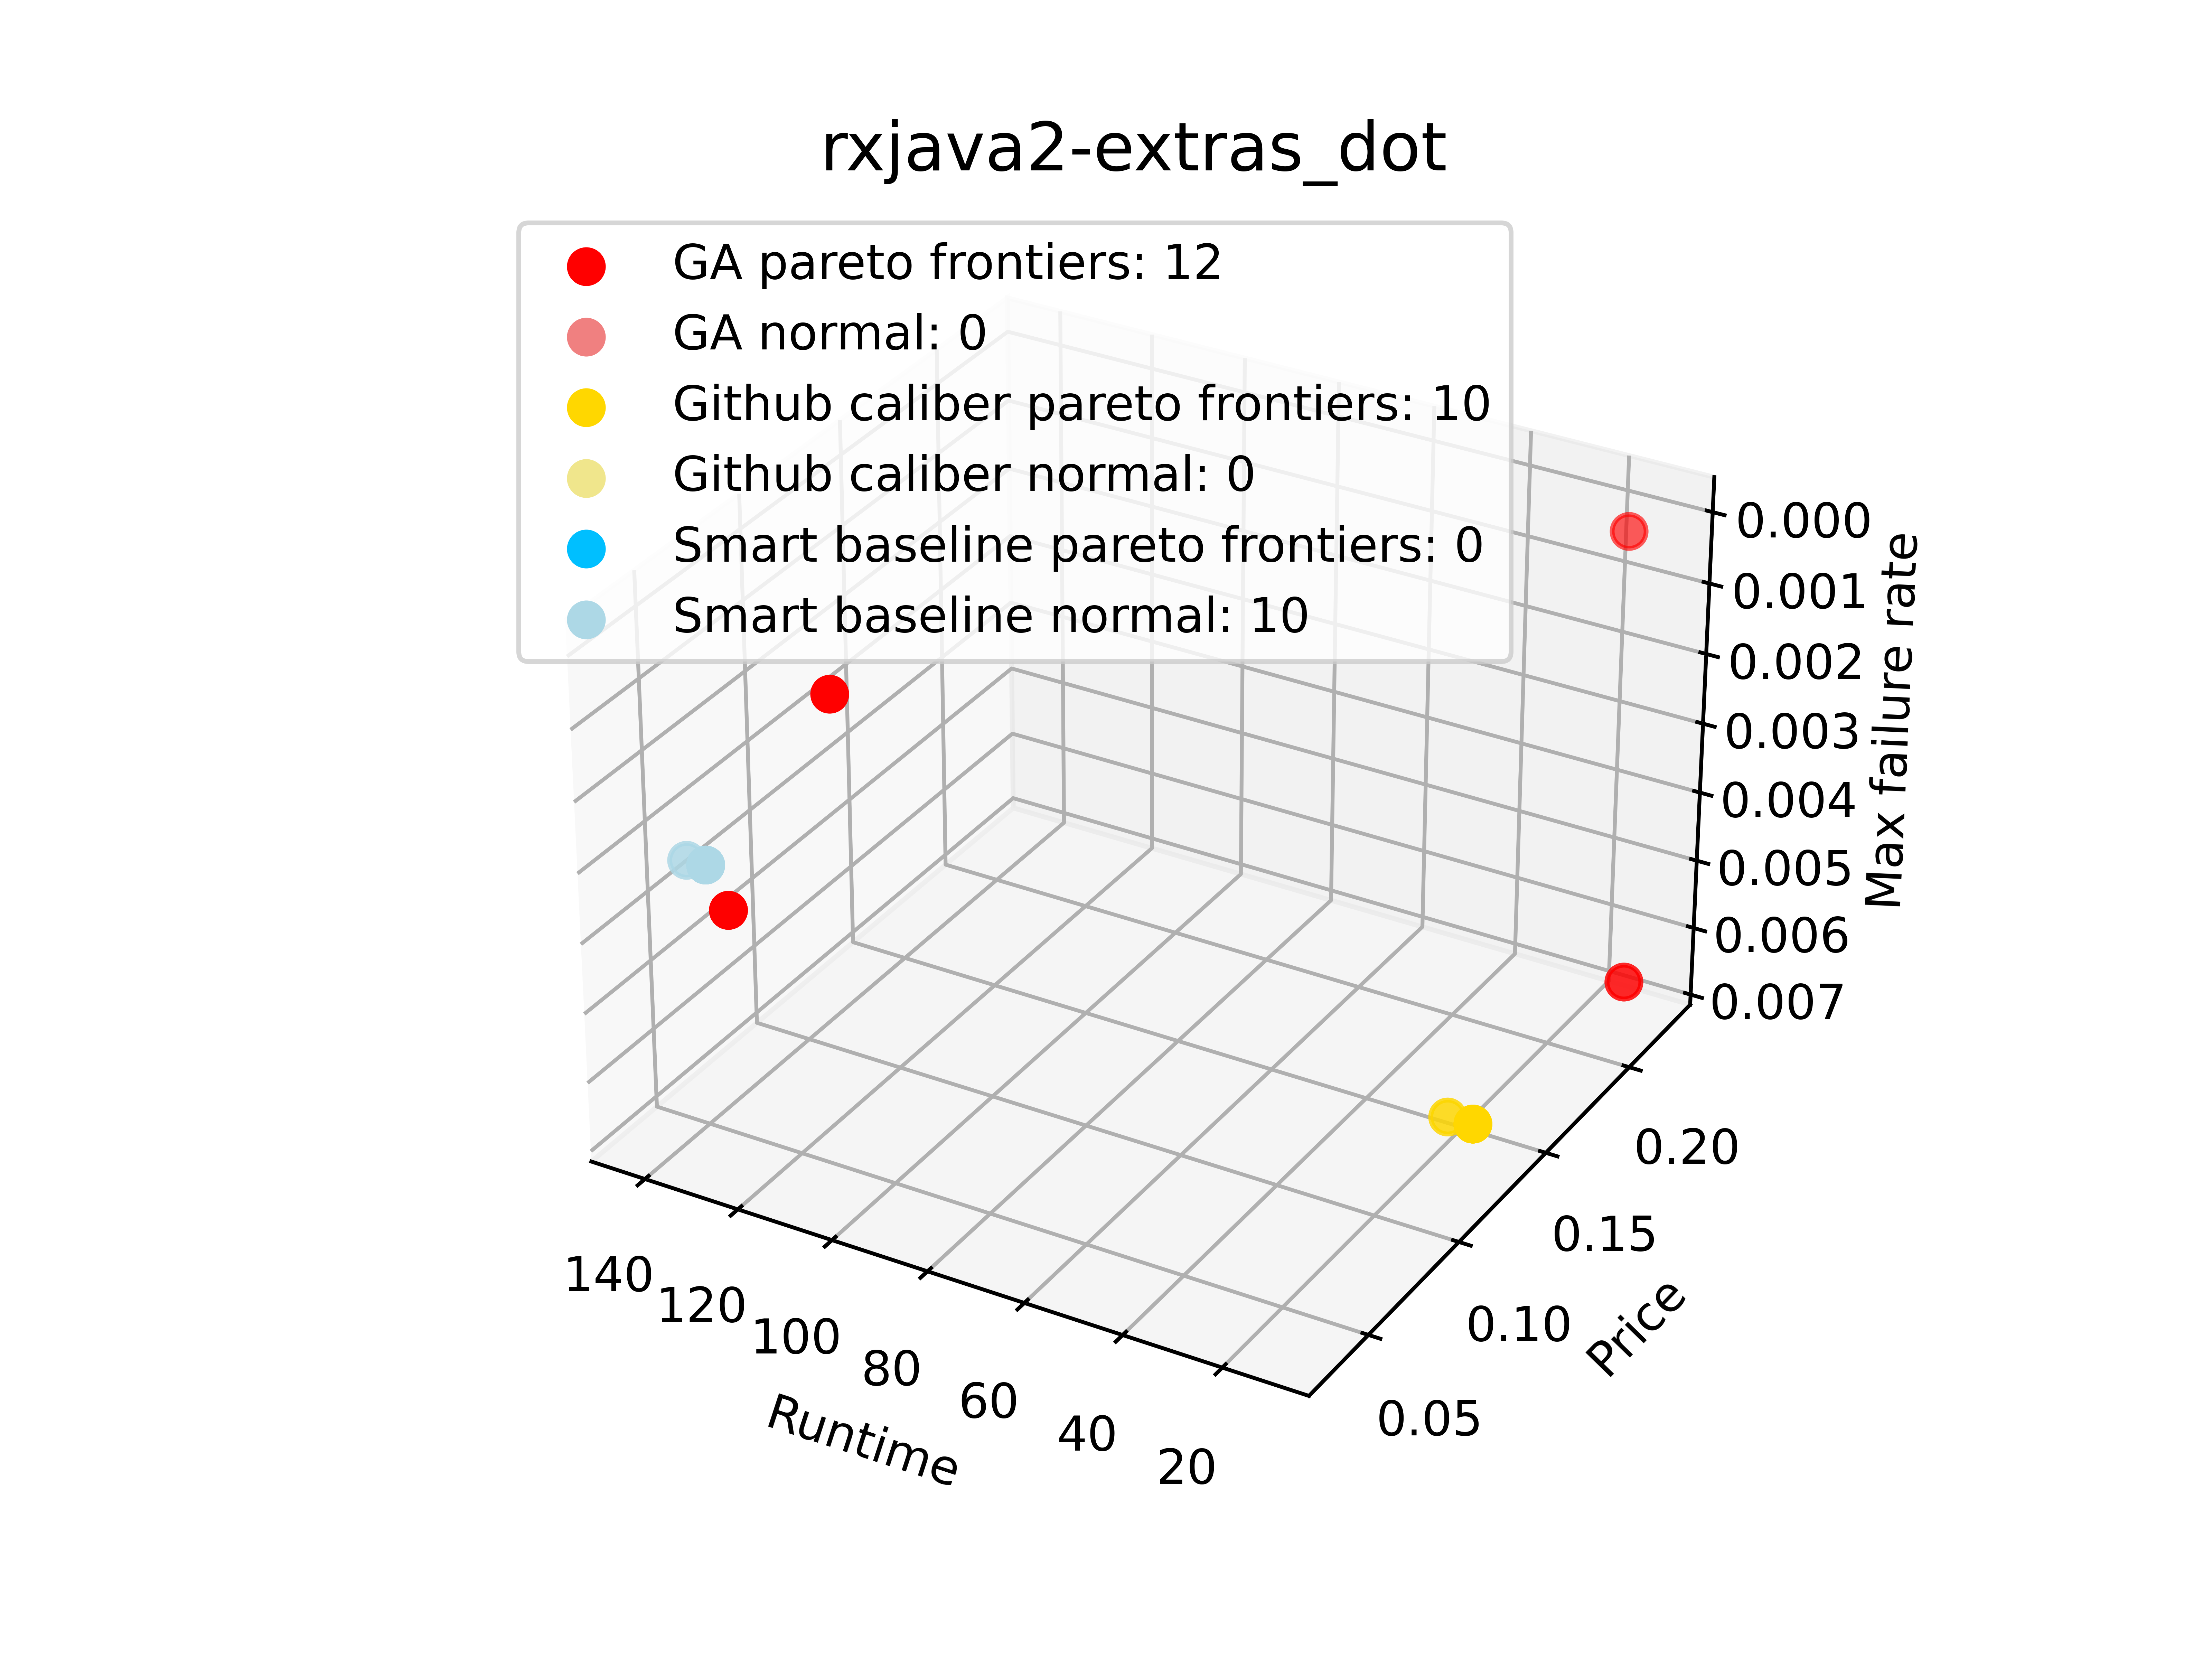 rxjava2-extras_dot
GA pareto frontiers: 12
GA normal: 0
Github caliber pareto frontiers: 10
Github caliber normal: 0
Smart baseline pareto frontiers: 0
Smart baseline normal: 10
0.000
0.001
0.002
0.003
0.004
0.005
0.006
0.007
Max failure rate
0.20
0.15
0.10
0.05
Price
140
120
100
80
60
40
20
Runtime